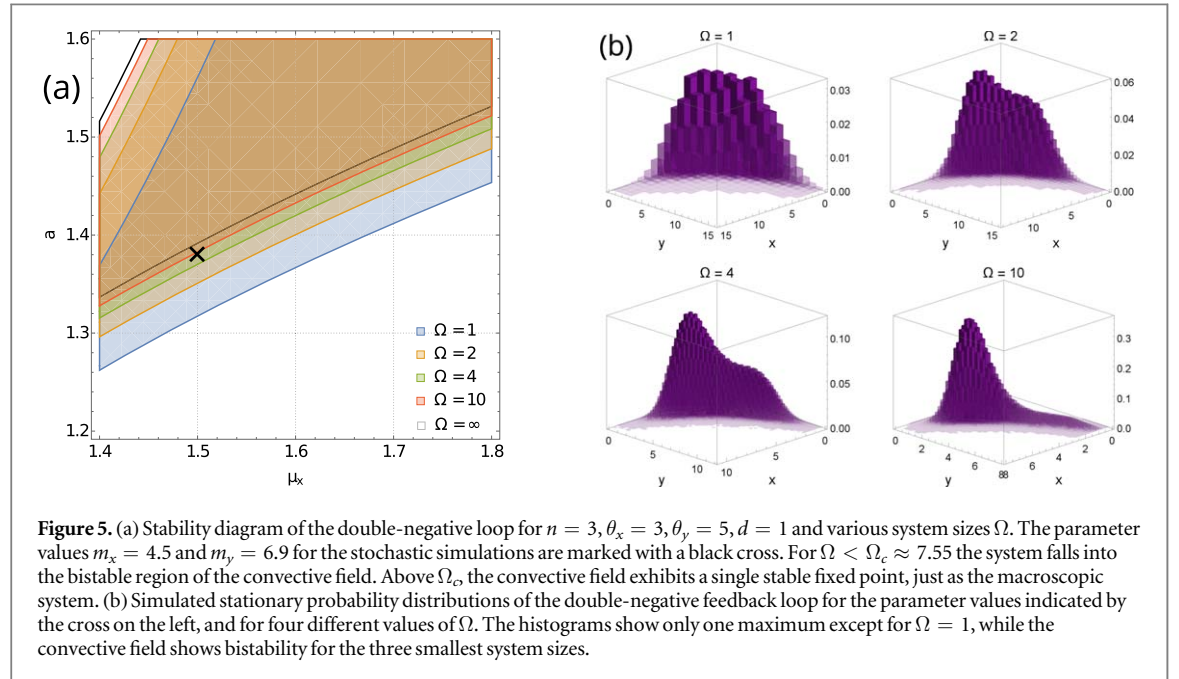 (a)
1.6
1.5
1.4
1.3
1.2
a
1.4 1.5 1.6 1.7 1.8
μₓ
Ω = 1
Ω = 2
Ω = 4
Ω = 10
Ω = ∞
(b)
Ω = 1
0.03
0.02
0.01
0.00
0 5 10 15 15 10 5 0
y x
Ω = 2
0.06
0.04
0.02
0.00
0 5 10 15 10 5 0
y x
Ω = 4
0.10
0.05
0.00
0 5 10 10 5 0
y x
Ω = 10
0.3
0.2
0.1
0.0
0 2 4 6 8 8 6 4 2 0
y x
Figure 5. (a) Stability diagram of the double-negative loop for n = 3, θₓ = 3, θ_y = 5, d = 1 and various system sizes Ω. The parameter
values mₓ = 4.5 and m_y = 6.9 for the stochastic simulations are marked with a black cross. For Ω < Ω_c ≈ 7.55 the system falls into
the bistable region of the convective field. Above Ω_c, the convective field exhibits a single stable fixed point, just as the macroscopic
system. (b) Simulated stationary probability distributions of the double-negative feedback loop for the parameter values indicated by
the cross on the left, and for four different values of Ω. The histograms show only one maximum except for Ω = 1, while the
convective field shows bistability for the three smallest system sizes.